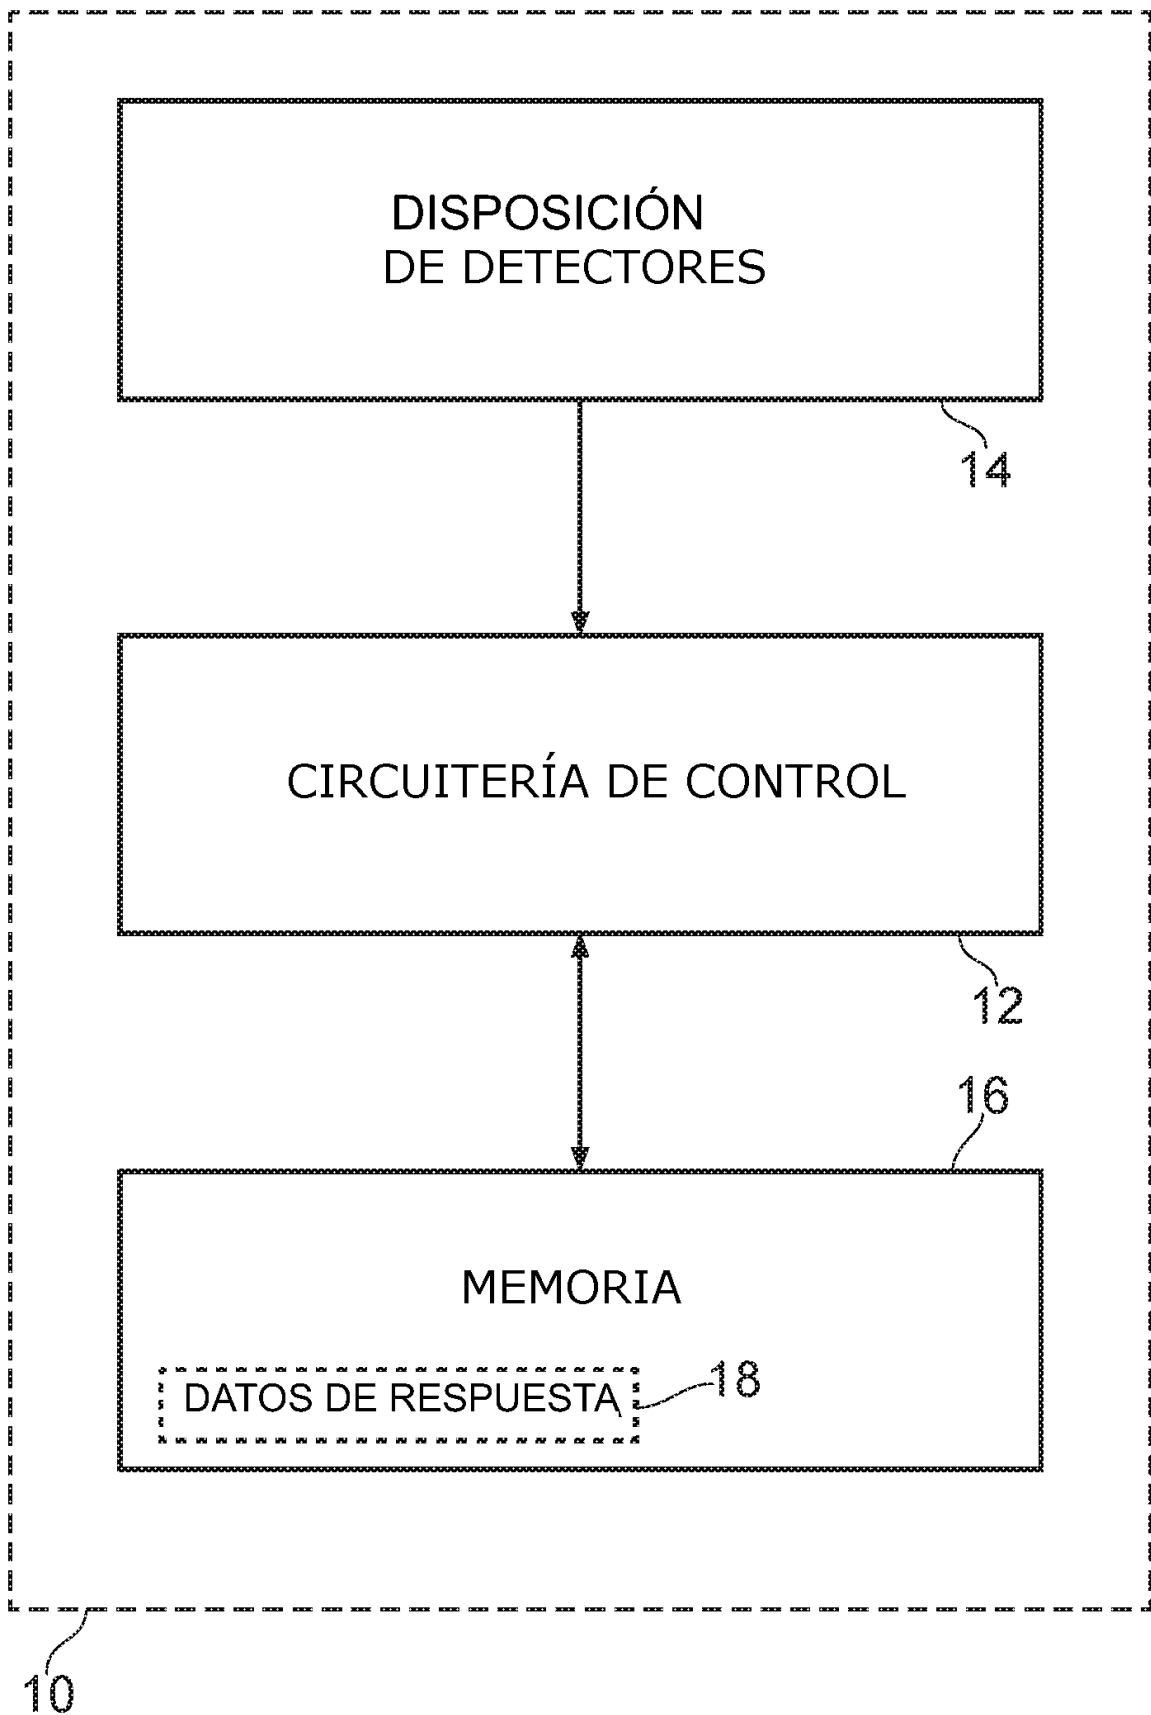 DISPOSICIÓN
DE DETECTORES
14
CIRCUITERÍA DE CONTROL
12
16
MEMORIA
DATOS DE RESPUESTA
18
10